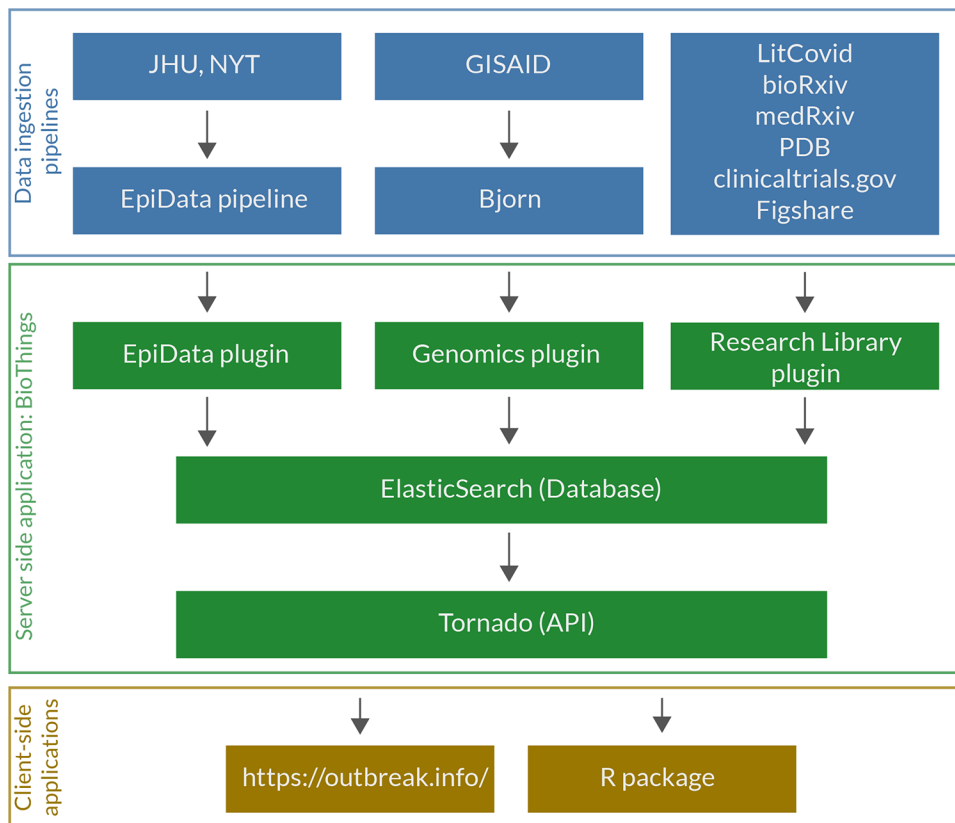 Data ingestion
pipelines
JHU, NYT
GISAID
LitCovid
bioRxiv
medRxiv
PDB
clinicaltrials.gov
Figshare
EpiData pipeline
Bjorn
Server side application: BioThings
EpiData plugin
Genomics plugin
Research Library
plugin
ElasticSearch (Database)
Tornado (API)
Client-side
applications
https://outbreak.info/
R package